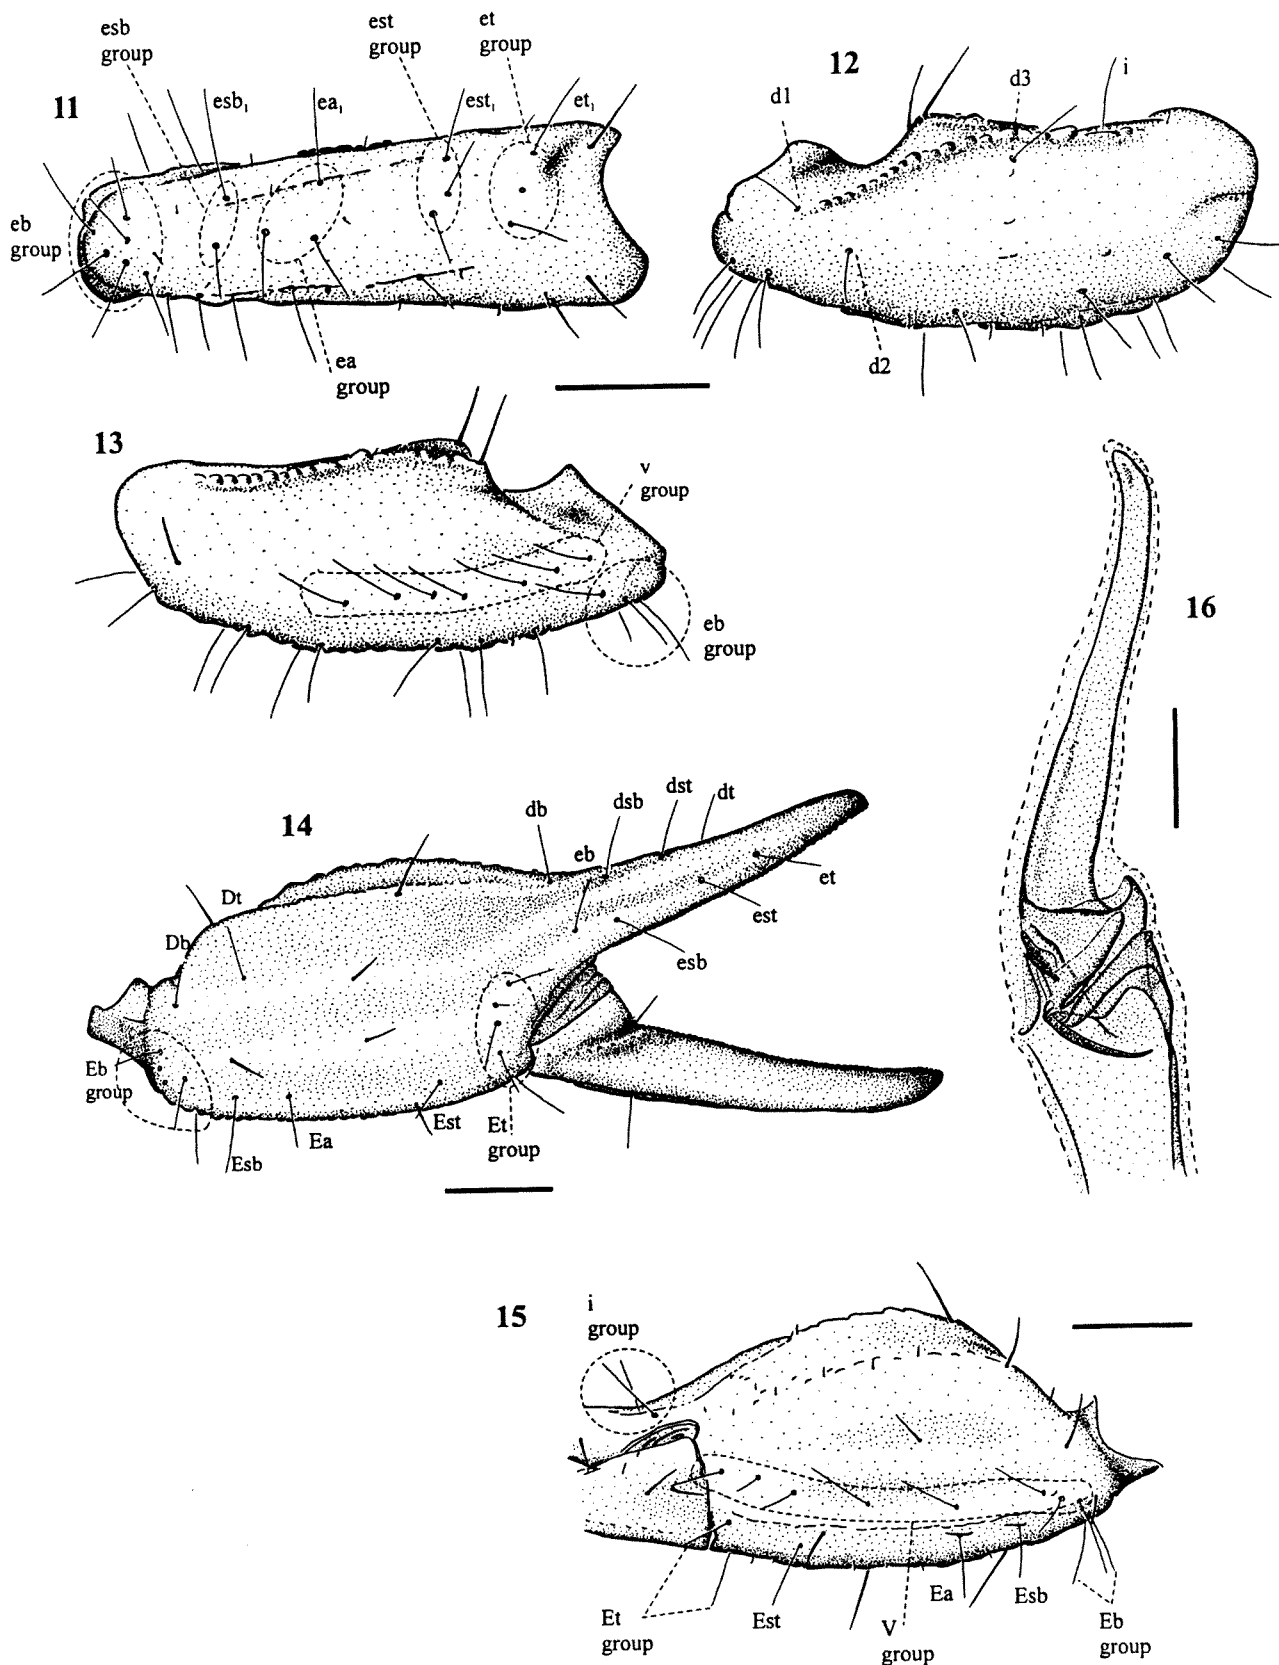 11
esb
group
est
group
et
group
esb₁
ea₁
est₁
et₁
eb
group
ea
group
12
d1
d3
i
d2
13
v
group
eb
group
14
db
dsb
dst
dt
eb
et
est
esb
Dt
Db
Eb
group
Esb
Ea
Est
Et
group
16
15
i
group
Et
group
Est
V
group
Ea
Esb
Eb
group